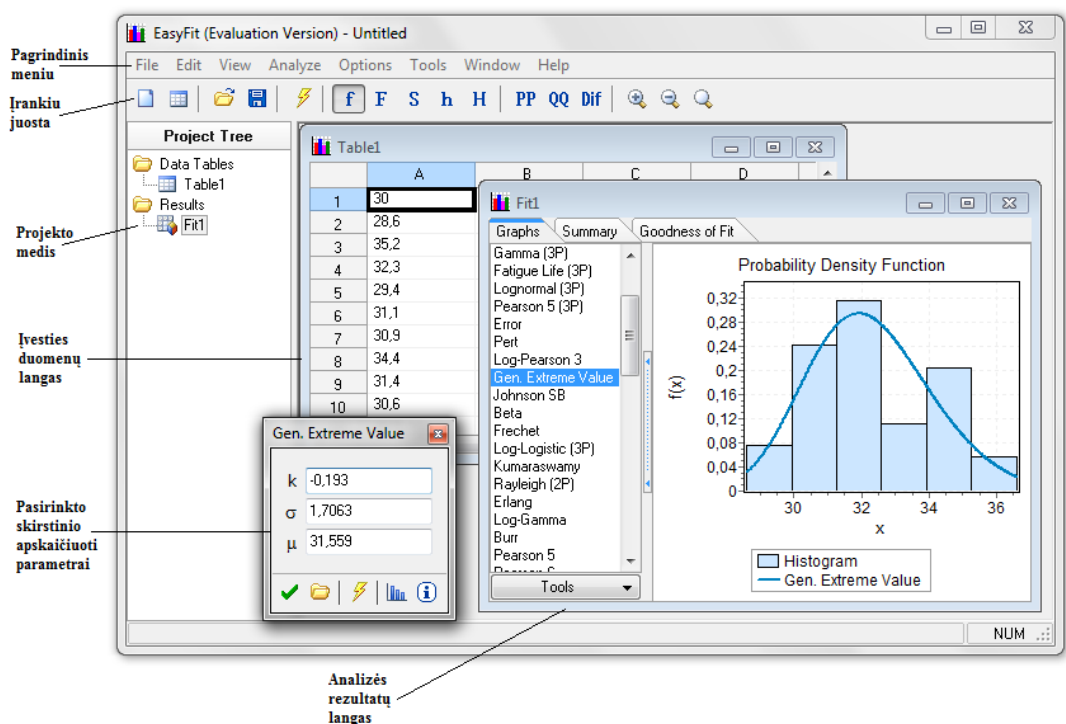 EasyFit (Evaluation Version) - Untitled
Pagrindinis
meniu
File Edit View Analyze Options Tools Window Help
Įrankiu
juosta
f F S h H PP QQ Dif
Project Tree
Data Tables
Table1
Results
Fit1
Projekto
medis
Įvesties
duomenų
langas
Table1
A B C D
1 30
2 28,6
3 35,2
4 32,3
5 29,4
6 31,1
7 30,9
8 34,4
9 31,4
10 30,6
Fit1
Graphs Summary Goodness of Fit
Gamma (3P)
Fatigue Life (3P)
Lognormal (3P)
Pearson 5 (3P)
Error
Pert
Log-Pearson 3
Gen. Extreme Value
Johnson SB
Beta
Frechet
Log-Logistic (3P)
Kumaraswamy
Rayleigh (2P)
Erlang
Log-Gamma
Burr
Pearson 5
Tools
Probability Density Function
f(x)
0,32
0,28
0,24
0,2
0,16
0,12
0,08
0,04
0
30 32 34 36
x
Histogram
Gen. Extreme Value
Gen. Extreme Value
k -0,193
σ 1,7063
μ 31,559
Pasirinkto
skirstinio
apskaičiuoti
parametrai
NUM
Analizės
rezultatų
langas